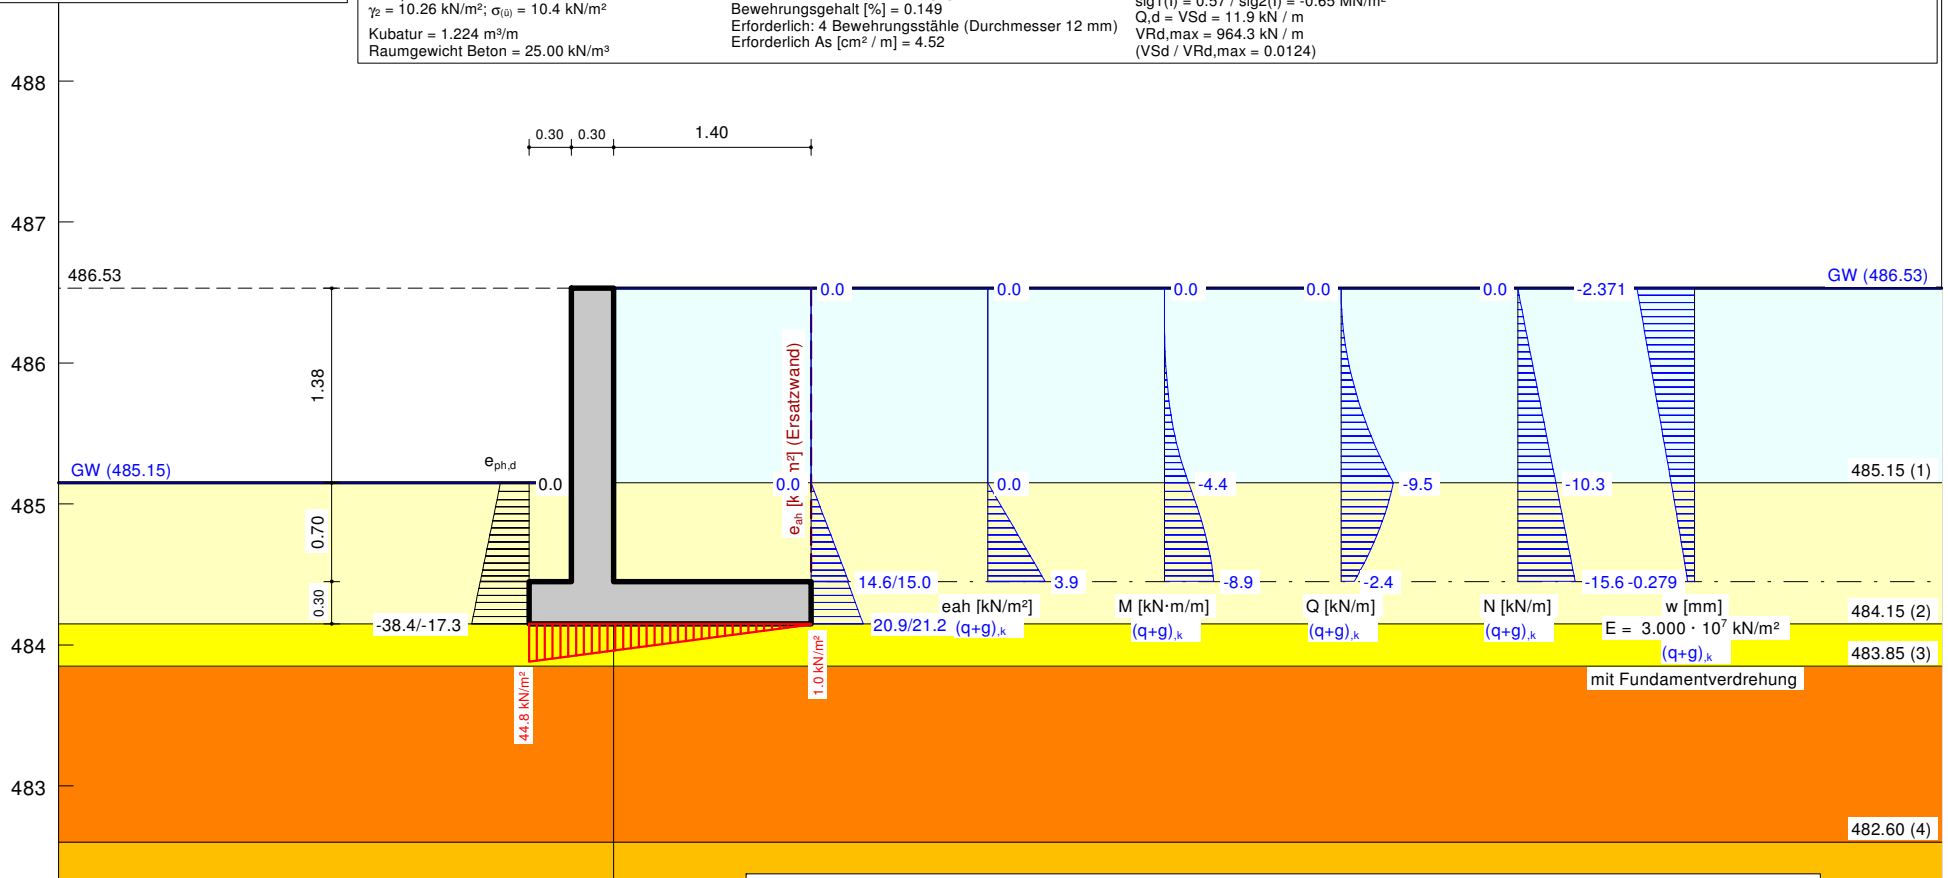 γ₂ = 10.26 kN/m²; σ₍ü₎ = 10.4 kN/m²
Kubatur = 1.224 m³/m
Raumgewicht Beton = 25.00 kN/m³
Bewehrungsgehalt [%] = 0.149
Erforderlich: 4 Bewehrungsstähle (Durchmesser 12 mm)
Erforderlich As [cm² / m] = 4.52
Q,d = VSd = 11.9 kN / m
VRd,max = 964.3 kN / m
(VSd / VRd,max = 0.0124)
488
0.30 0.30 1.40
487
486.53
0.0 0.0 0.0 0.0 0.0 -2.371
GW (486.53)
486
1.38
eah [k m²] (Ersatzwand)
GW (485.15)
eph,d
0.0
0.0 0.0 -4.4 -9.5 -10.3
485.15 (1)
485
0.70
14.6/15.0 3.9 -8.9 -2.4 -15.6 -0.279
0.30
-38.4/-17.3
20.9/21.2
eah [kN/m²]
(q+g),k
M [kN·m/m]
(q+g),k
Q [kN/m]
(q+g),k
N [kN/m]
(q+g),k
w [mm]
E = 3.000 · 10⁷ kN/m²
(q+g),k
mit Fundamentverdrehung
484.15 (2)
484
483.85 (3)
44.8 kN/m²
1.0 kN/m²
483
482.60 (4)